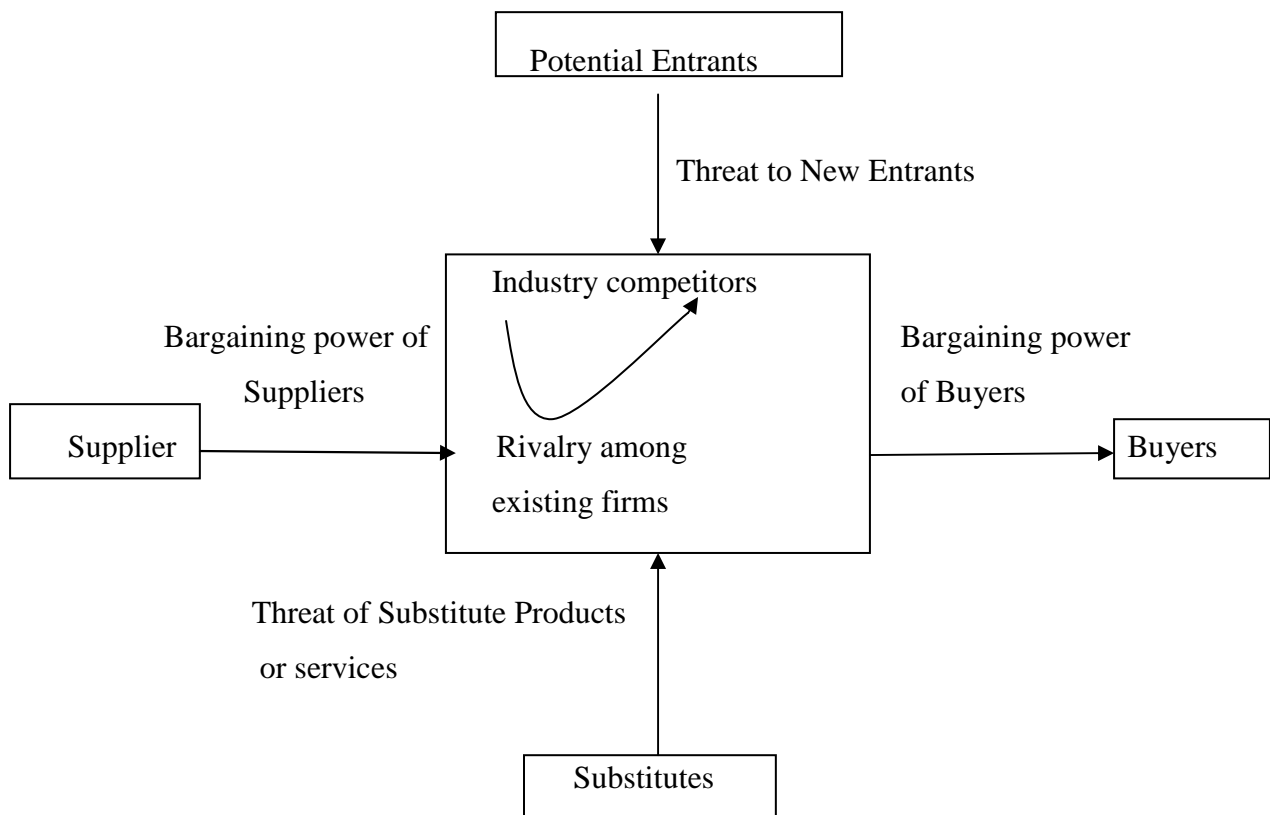 Potential Entrants
Threat to New Entrants
Industry competitors
Bargaining power of
Suppliers
Bargaining power
of Buyers
Supplier
Rivalry among
existing firms
Buyers
Threat of Substitute Products
or services
Substitutes